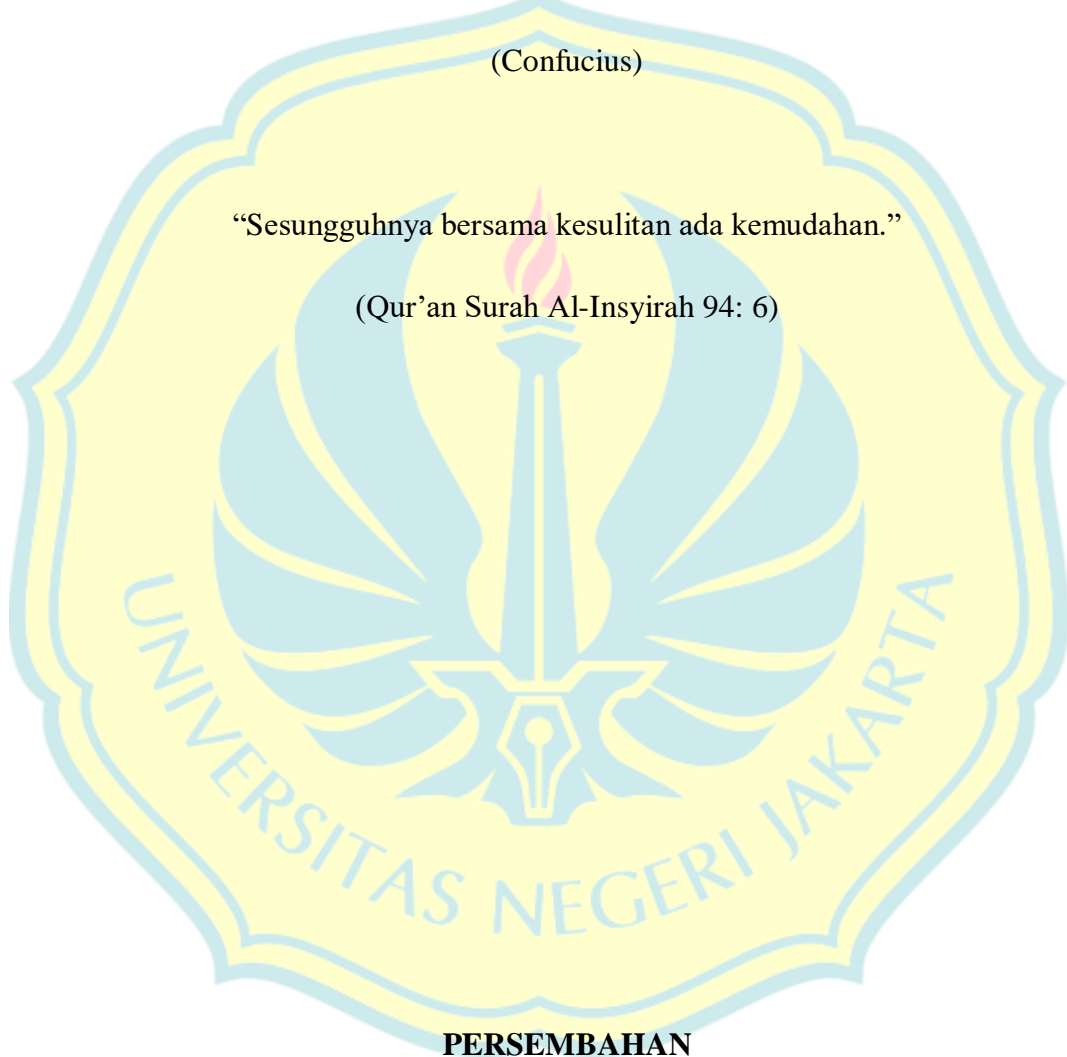 (Confucius)
“Sesungguhnya bersama kesulitan ada kemudahan.”
(Qur’an Surah Al-Insyirah 94: 6)
UNIVERSITAS NEGERI JAKARTA
PERSEMBAHAN